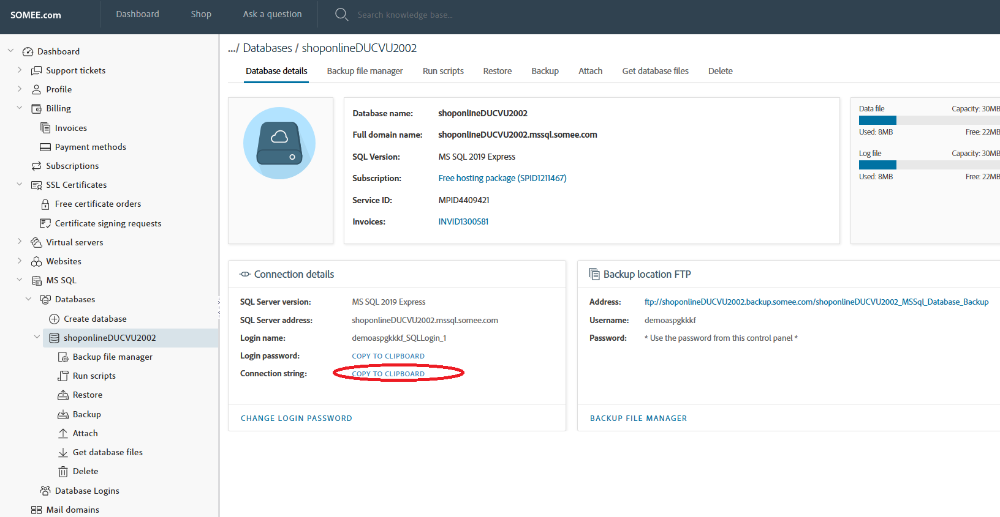 SOMEE.com
Dashboard
Shop
Ask a question
Search knowledge base...
Dashboard
Support tickets
Profile
Billing
Invoices
Payment methods
Subscriptions
SSL Certificates
Free certificate orders
Certificate signing requests
Virtual servers
Websites
MS SQL
Databases
Create database
shoponlineDUCVU2002
Backup file manager
Run scripts
Restore
Backup
Attach
Get database files
Delete
Database Logins
Mail domains
.../ Databases / shoponlineDUCVU2002
Database details
Backup file manager
Run scripts
Restore
Backup
Attach
Get database files
Delete
Database name: shoponlineDUCVU2002
Full domain name: shoponlineDUCVU2002.mssql.somee.com
SQL Version: MS SQL 2019 Express
Subscription: Free hosting package (SPID1211467)
Service ID: MPID4409421
Invoices: INVID1300581
Data file Capacity: 30MB
Used: 8MB Free: 22MB
Log file Capacity: 30MB
Used: 8MB Free: 22MB
Connection details
SQL Server version: MS SQL 2019 Express
SQL Server address: shoponlineDUCVU2002.mssql.somee.com
Login name: demoaspgkkkf_SQLLogin_1
Login password: COPY TO CLIPBOARD
Connection string: COPY TO CLIPBOARD
CHANGE LOGIN PASSWORD
Backup location FTP
Address: ftp://shoponlineDUCVU2002.backup.somee.com/shoponlineDUCVU2002_MSSql_Database_Backup
Username: demoaspgkkkf
Password: * Use the password from this control panel *
BACKUP FILE MANAGER